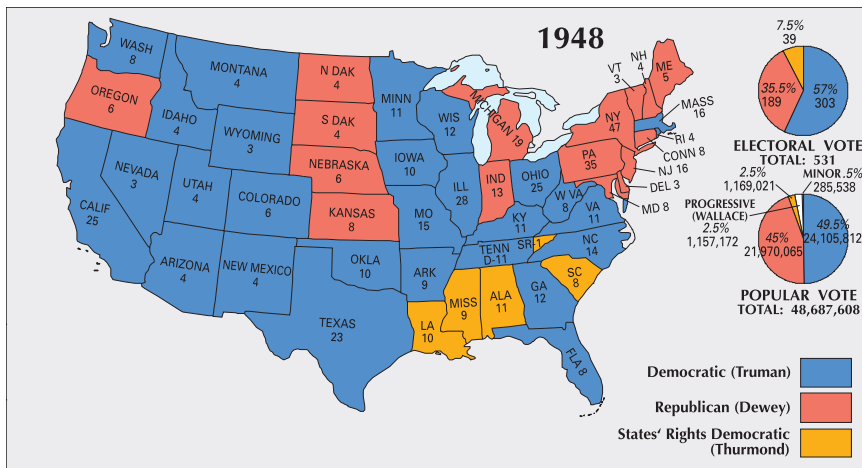 1948
WASH
8
OREGON
6
CALIF
25
NEVADA
3
IDAHO
4
MONTANA
4
WYOMING
3
UTAH
4
COLORADO
6
ARIZONA
4
NEW MEXICO
4
N DAK
4
S DAK
4
NEBRASKA
6
KANSAS
8
OKLA
10
TEXAS
23
MINN
11
IOWA
10
MO
15
ARK
9
LA
10
WIS
12
ILL
28
MICHIGAN 19
IND
13
OHIO
25
KY
11
TENN
D-11
SR-1
MISS
9
ALA
11
GA
12
FLA 8
SC
8
NC
14
VA
11
W VA
8
PA
35
NY
47
VT
3
NH
4
ME
5
MASS
16
RI 4
CONN 8
NJ 16
DEL 3
MD 8
7.5%
39
35.5%
189
57%
303
ELECTORAL VOTE
TOTAL: 531
2.5%
1,169,021
MINOR .5%
285,538
PROGRESSIVE
(WALLACE)
2.5%
1,157,172
45%
21,970,065
49.5%
24,105,812
POPULAR VOTE
TOTAL: 48,687,608
Democratic (Truman)
Republican (Dewey)
States‘ Rights Democratic
(Thurmond)